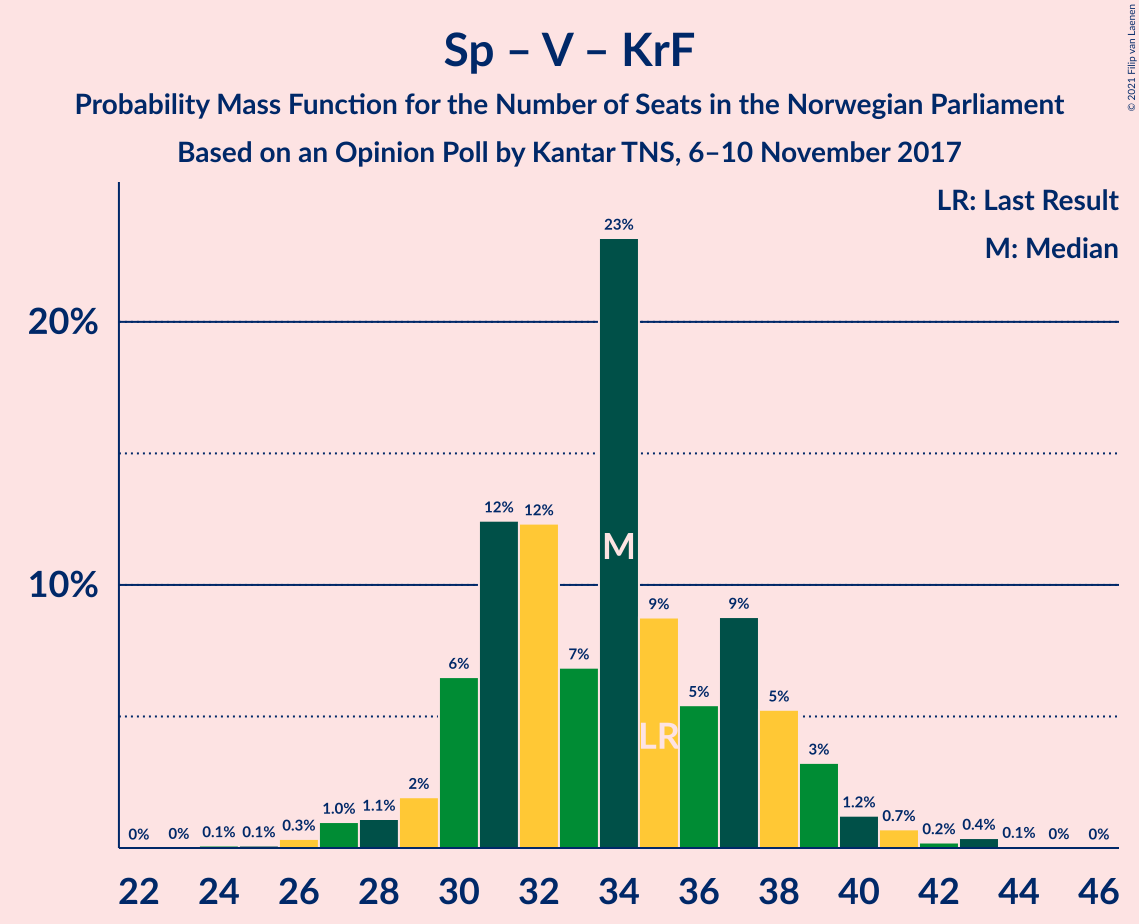 Sp – V – KrF
Probability Mass Function for the Number of Seats in the Norwegian Parliament
Based on an Opinion Poll by Kantar TNS, 6–10 November 2017
© 2021 Filip van Laenen
LR: Last Result
M: Median
20%
10%
0% 0% 0.1% 0.1% 0.3% 1.0% 1.1% 2% 6% 12% 12% 7% 23% 9% 5% 9% 5% 3% 1.2% 0.7% 0.2% 0.4% 0.1% 0% 0%
M
LR
22 24 26 28 30 32 34 36 38 40 42 44 46